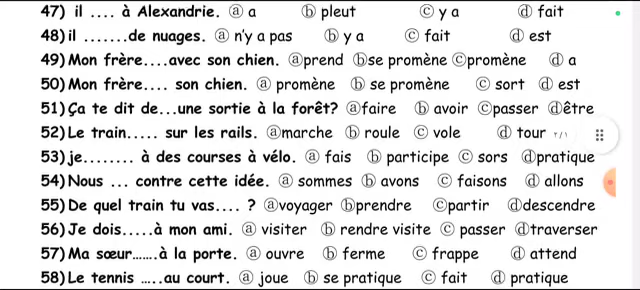 47) il .... à Alexandrie. ⓐ a ⓑ pleut ⓒ y a ⓓ fait
48) il .......de nuages. ⓐ n'y a pas ⓑ y a ⓒ fait ⓓ est
49) Mon frère....avec son chien. ⓐprend ⓑse promène ⓒpromène ⓓ a
50) Mon frère.... son chien. ⓐ promène ⓑ se promène ⓒ sort ⓓ est
51) Ça te dit de...une sortie à la forêt? ⓐfaire ⓑ avoir ⓒpasser ⓓêtre
52) Le train..... sur les rails. ⓐmarche ⓑ roule ⓒ vole ⓓ tour ٢/١
53) je........ à des courses à vélo. ⓐ fais ⓑ participe ⓒ sors ⓓpratique
54) Nous ... contre cette idée. ⓐ sommes ⓑ avons ⓒ faisons ⓓ allons
55) De quel train tu vas.... ? ⓐvoyager ⓑprendre ⓒpartir ⓓdescendre
56) Je dois.....à mon ami. ⓐ visiter ⓑ rendre visite ⓒ passer ⓓtraverser
57) Ma sœur.......à la porte. ⓐ ouvre ⓑ ferme ⓒ frappe ⓓ attend
58) Le tennis .....au court. ⓐ joue ⓑ se pratique ⓒ fait ⓓ pratique